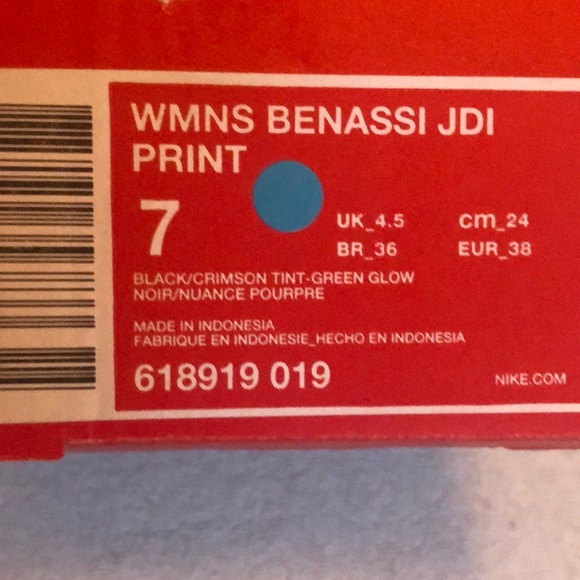 WMNS BENASSI JDI
PRINT
7
UK_4.5 cm_24
BR_36 EUR_38
BLACK/CRIMSON TINT-GREEN GLOW
NOIR/NUANCE POURPRE
MADE IN INDONESIA
FABRIQUE EN INDONESIE_HECHO EN INDONESIA
618919 019 NIKE.COM